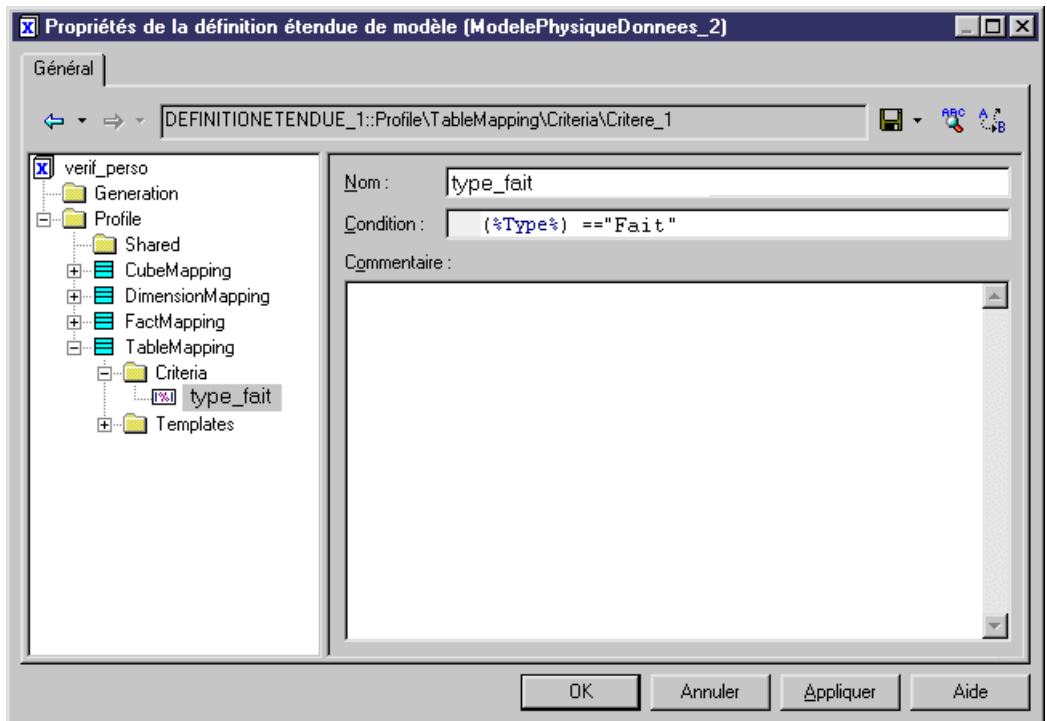 Propriétés de la définition étendue de modèle (ModelePhysiqueDonnees_2)
Général
DEFINITIONETENDUE_1::Profile\TableMapping\Criteria\Critere_1
ABC
A
B
verif_perso
Generation
Profile
Shared
CubeMapping
DimensionMapping
FactMapping
TableMapping
Criteria
type_fait
Templates
Nom : type_fait
Condition : (%Type%) =="Fait"
Commentaire :
OK Annuler Appliquer Aide